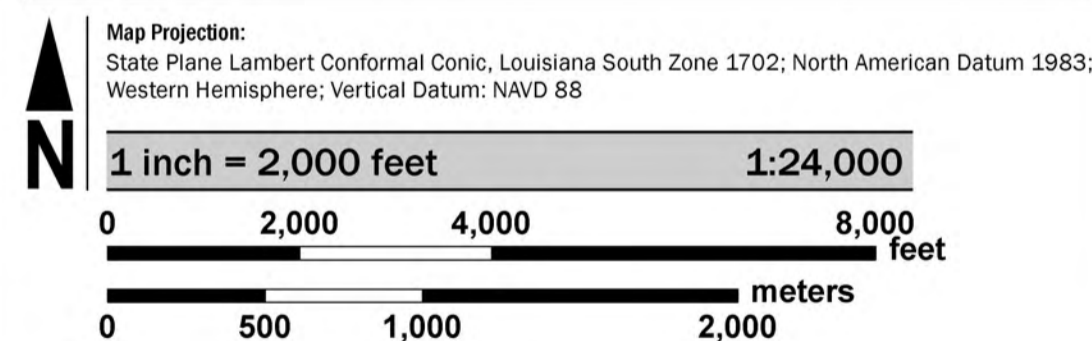 Map Projection:
State Plane Lambert Conformal Conic, Louisiana South Zone 1702; North American Datum 1983;
Western Hemisphere; Vertical Datum: NAVD 88
N
1 inch = 2,000 feet 1:24,000
0 2,000 4,000 8,000
feet
meters
0 500 1,000 2,000